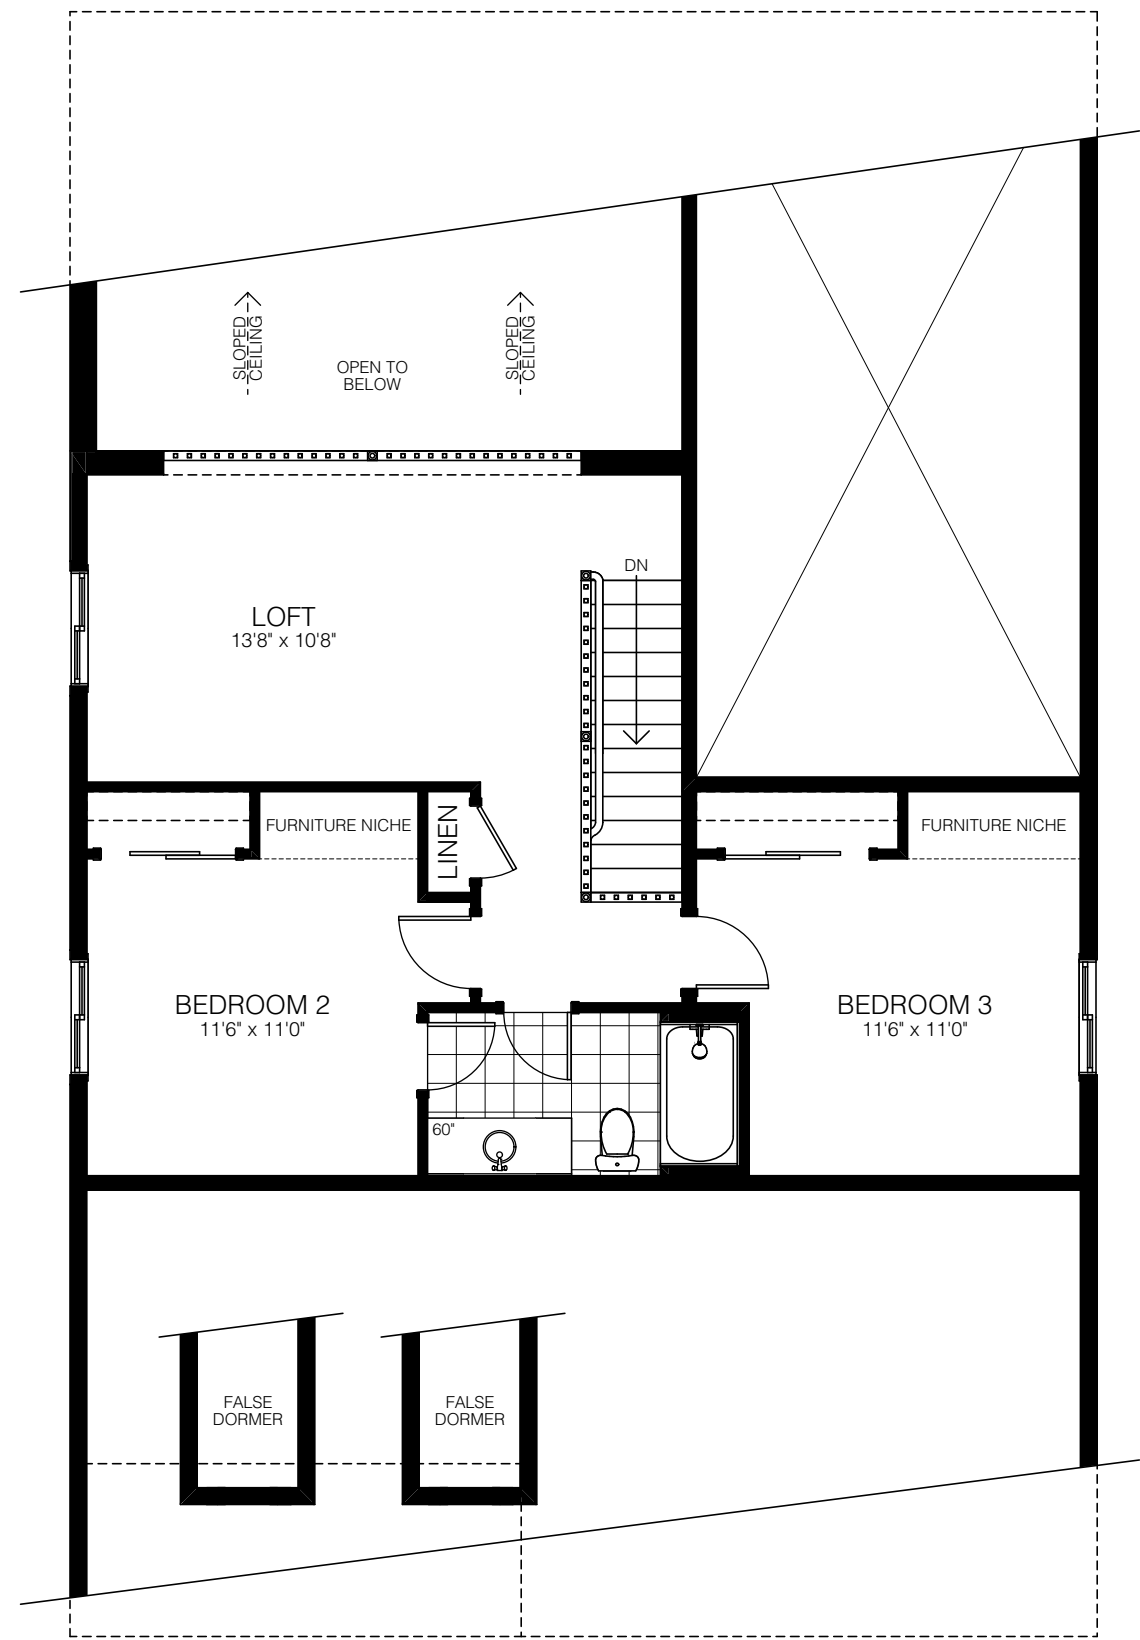 SLOPED
CEILING
OPEN TO
BELOW
SLOPED
CEILING
DN
LOFT
13'8" x 10'8"
FURNITURE NICHE
LINEN
FURNITURE NICHE
BEDROOM 2
11'6" x 11'0"
BEDROOM 3
11'6" x 11'0"
60"
FALSE
DORMER
FALSE
DORMER